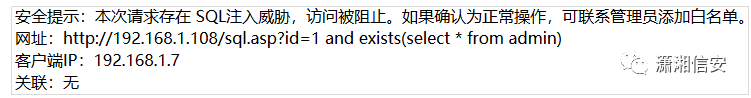 安全提示：本次请求存在 SQL注入威胁，访问被阻止。如果确认为正常操作，可联系管理员添加白名单。
网址：http://192.168.1.108/sql.asp?id=1 and exists(select * from admin)
客户端IP：192.168.1.7
潇湘信安
关联：无